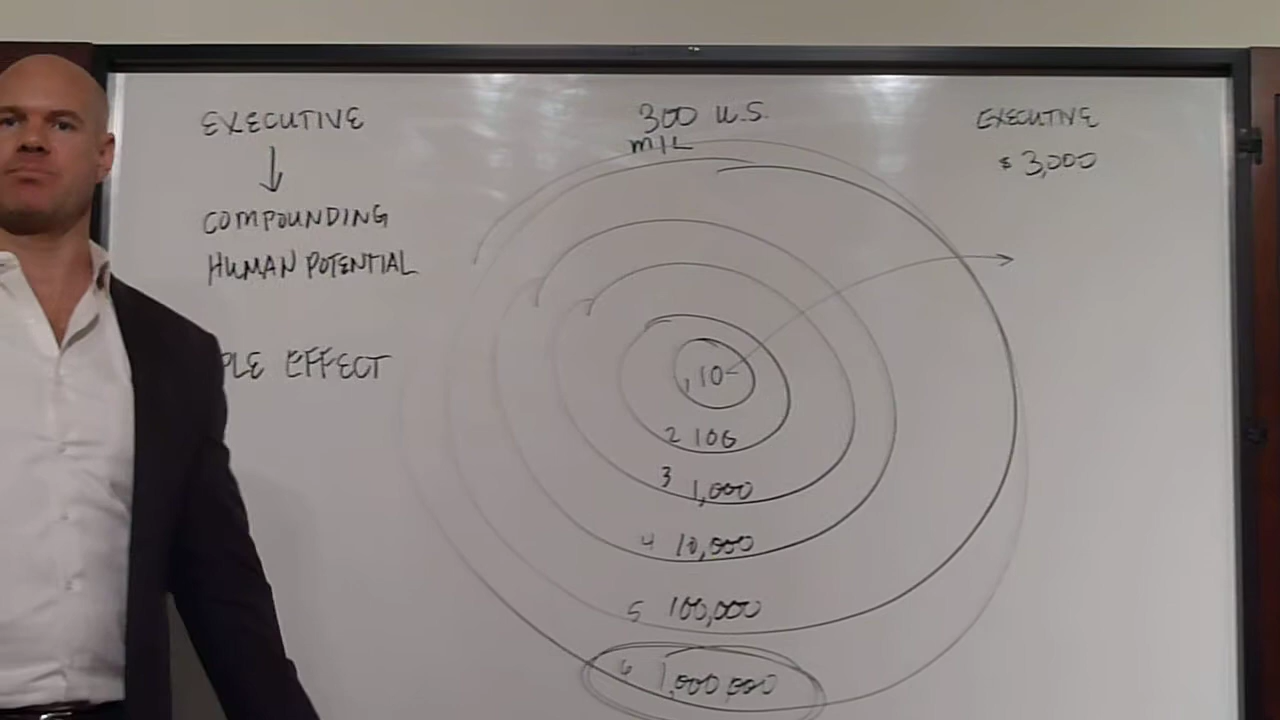 EXECUTIVE
COMPOUNDING
HUMAN POTENTIAL
PLE EFFECT
300 U.S.
MIL
1 10
2 100
3 1,000
4 10,000
5 100,000
6 1,000,000
EXECUTIVE
$ 3,000